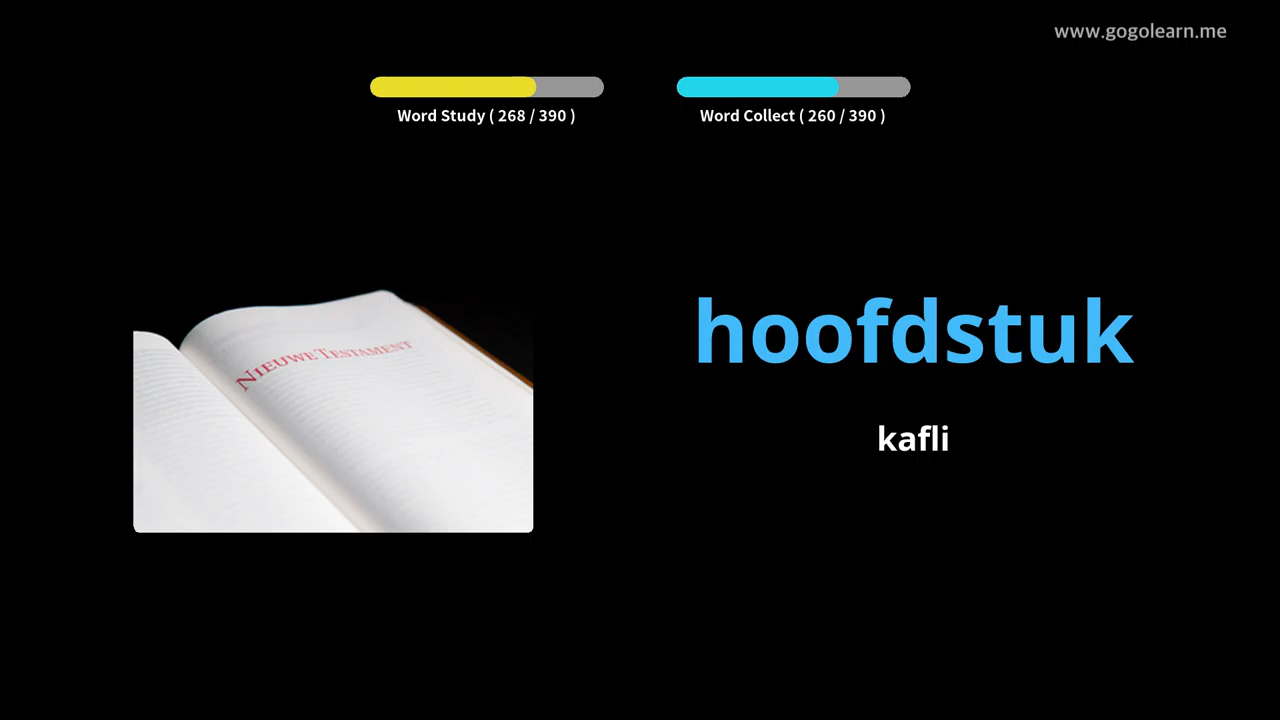 www.gogolearn.me
Word Study ( 268 / 390 )
Word Collect ( 260 / 390 )
NIEUWE TESTAMENT
hoofdstuk
kafli